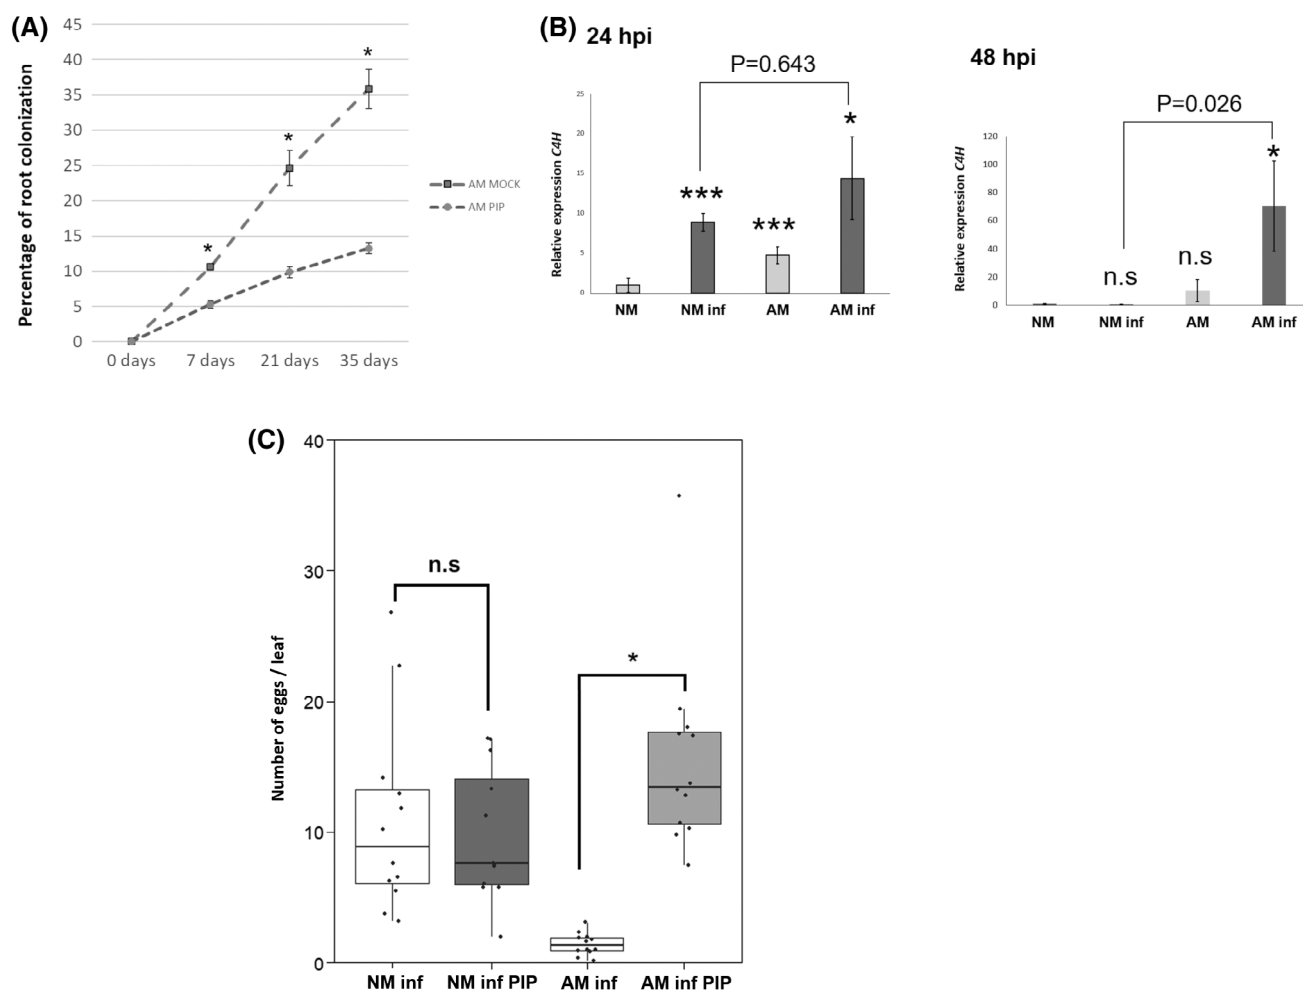 (A)
Percentage of root colonization
45
40
35
30
25
20
15
10
5
0
*
*
*
0 days 7 days 21 days 35 days
AM MOCK
AM PIP
(B)
24 hpi
P=0.643
Relative expression C4H
25
20
15
10
5
0
***
***
*
NM NM inf AM AM inf
48 hpi
P=0.026
Relative expression C4H
120
100
80
60
40
20
0
n.s
n.s
*
NM NM inf AM AM inf
(C)
Number of eggs / leaf
40
30
20
10
0
n.s
*
NM inf NM inf PIP AM inf AM inf PIP